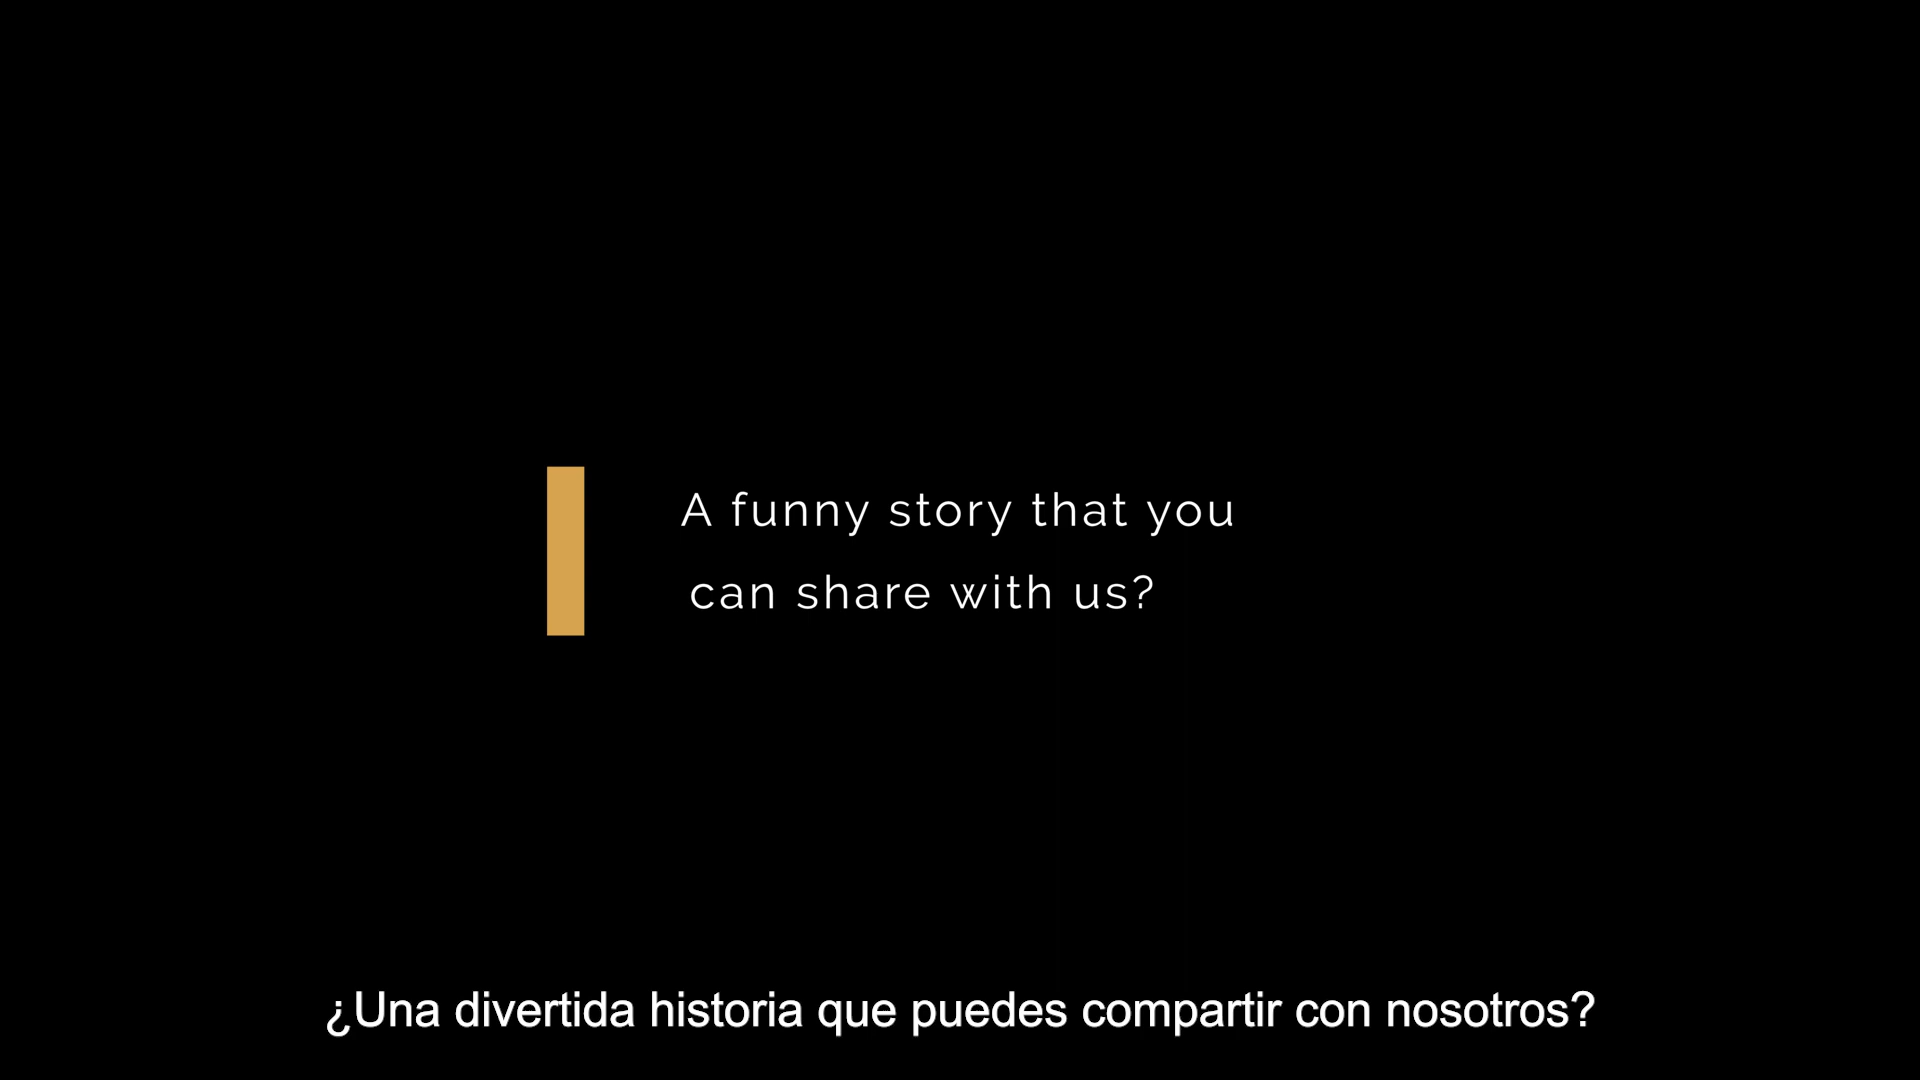 A funny story that you
can share with us?
¿Una divertida historia que puedes compartir con nosotros?